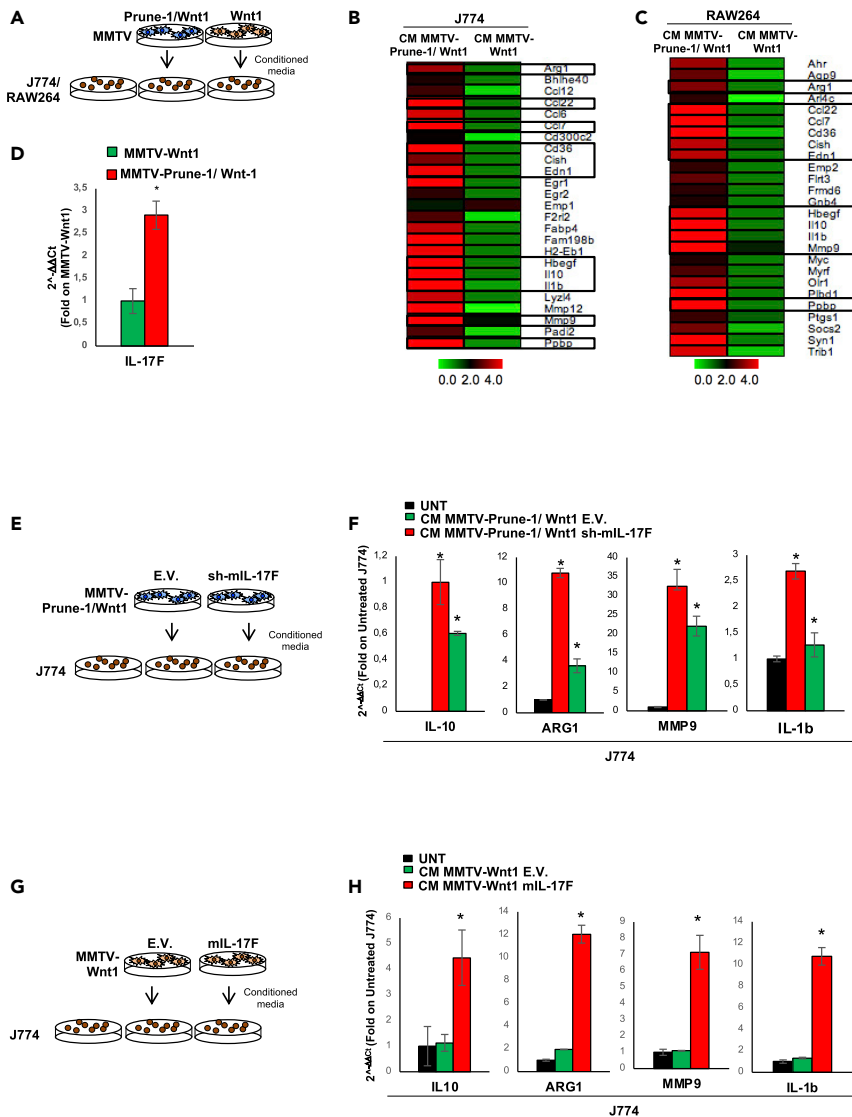 A
Prune-1/Wnt1
Wnt1
MMTV
Conditioned
media
J774/
RAW264
B
J774
CM MMTV-
Prune-1/ Wnt1
CM MMTV-
Wnt1
Arg1
Bhlhe40
Ccl12
Ccl22
Ccl6
Ccl7
Cd300c2
Cd36
Cish
Edn1
Egr1
Egr2
Emp1
F2rl2
Fabp4
Fam198b
H2-Eb1
Hbegf
Il10
Il1b
Lyzl4
Mmp12
Mmp9
Padi2
Ppbp
0.0 2.0 4.0
C
RAW264
CM MMTV-
Prune-1/ Wnt1
CM MMTV-
Wnt1
Ahr
Aqp9
Arg1
Arl4c
Ccl22
Ccl7
Cd36
Cish
Edn1
Emp2
Flrt3
Frmd6
Gnb4
Hbegf
Il10
Il1b
Mmp9
Myc
Myrf
Olr1
Plbd1
Ppbp
Ptgs1
Socs2
Syn1
Trib1
0.0 2.0 4.0
D
MMTV-Wnt1
MMTV-Prune-1/ Wnt-1
2^-ΔΔCt
(Fold on MMTV-Wnt1)
3,5
3
2,5
2
1,5
1
0,5
0
*
IL-17F
E
E.V.
sh-mIL-17F
MMTV-
Prune-1/Wnt1
Conditioned
media
J774
F
UNT
CM MMTV-Prune-1/ Wnt1 E.V.
CM MMTV-Prune-1/ Wnt1 sh-mIL-17F
2^-ΔΔCt (Fold on Untreated J774)
1,2
1
0,8
0,6
0,4
0,2
0
*
*
IL-10
12
10
8
6
4
2
0
*
*
ARG1
40
35
30
25
20
15
10
5
0
*
*
MMP9
3
2,5
2
1,5
1
0,5
*
*
IL-1b
J774
G
E.V.
mIL-17F
MMTV-
Wnt1
Conditioned
media
J774
H
UNT
CM MMTV-Wnt1 E.V.
CM MMTV-Wnt1 mIL-17F
2^-ΔΔCt (Fold on Untreated J774)
6
5
4
3
2
1
0
*
IL10
14
12
10
8
6
4
2
0
*
ARG1
9
8
7
6
5
4
3
2
1
0
*
MMP9
14
12
10
8
6
4
2
0
*
IL-1b
J774